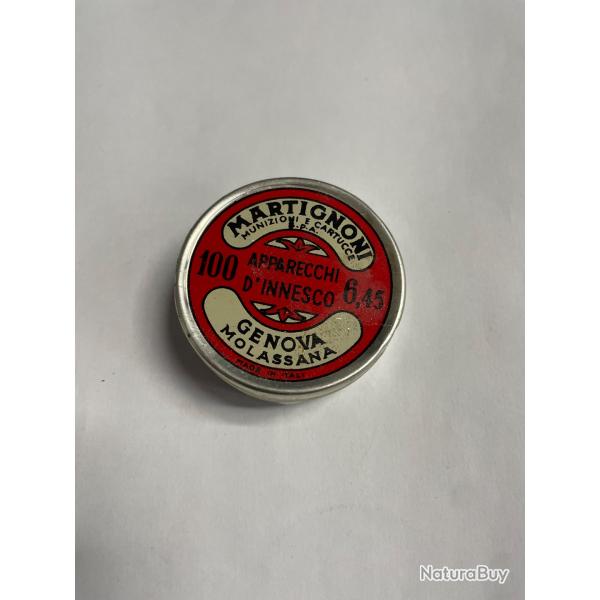 MARTIGNONI
MUNIZIONI E CARTUCCE
S.P.A.
100 APPARECCHI D'INNESCO 6,45
GENOVA
MOLASSANA
MADE IN ITALY
NaturaBuy